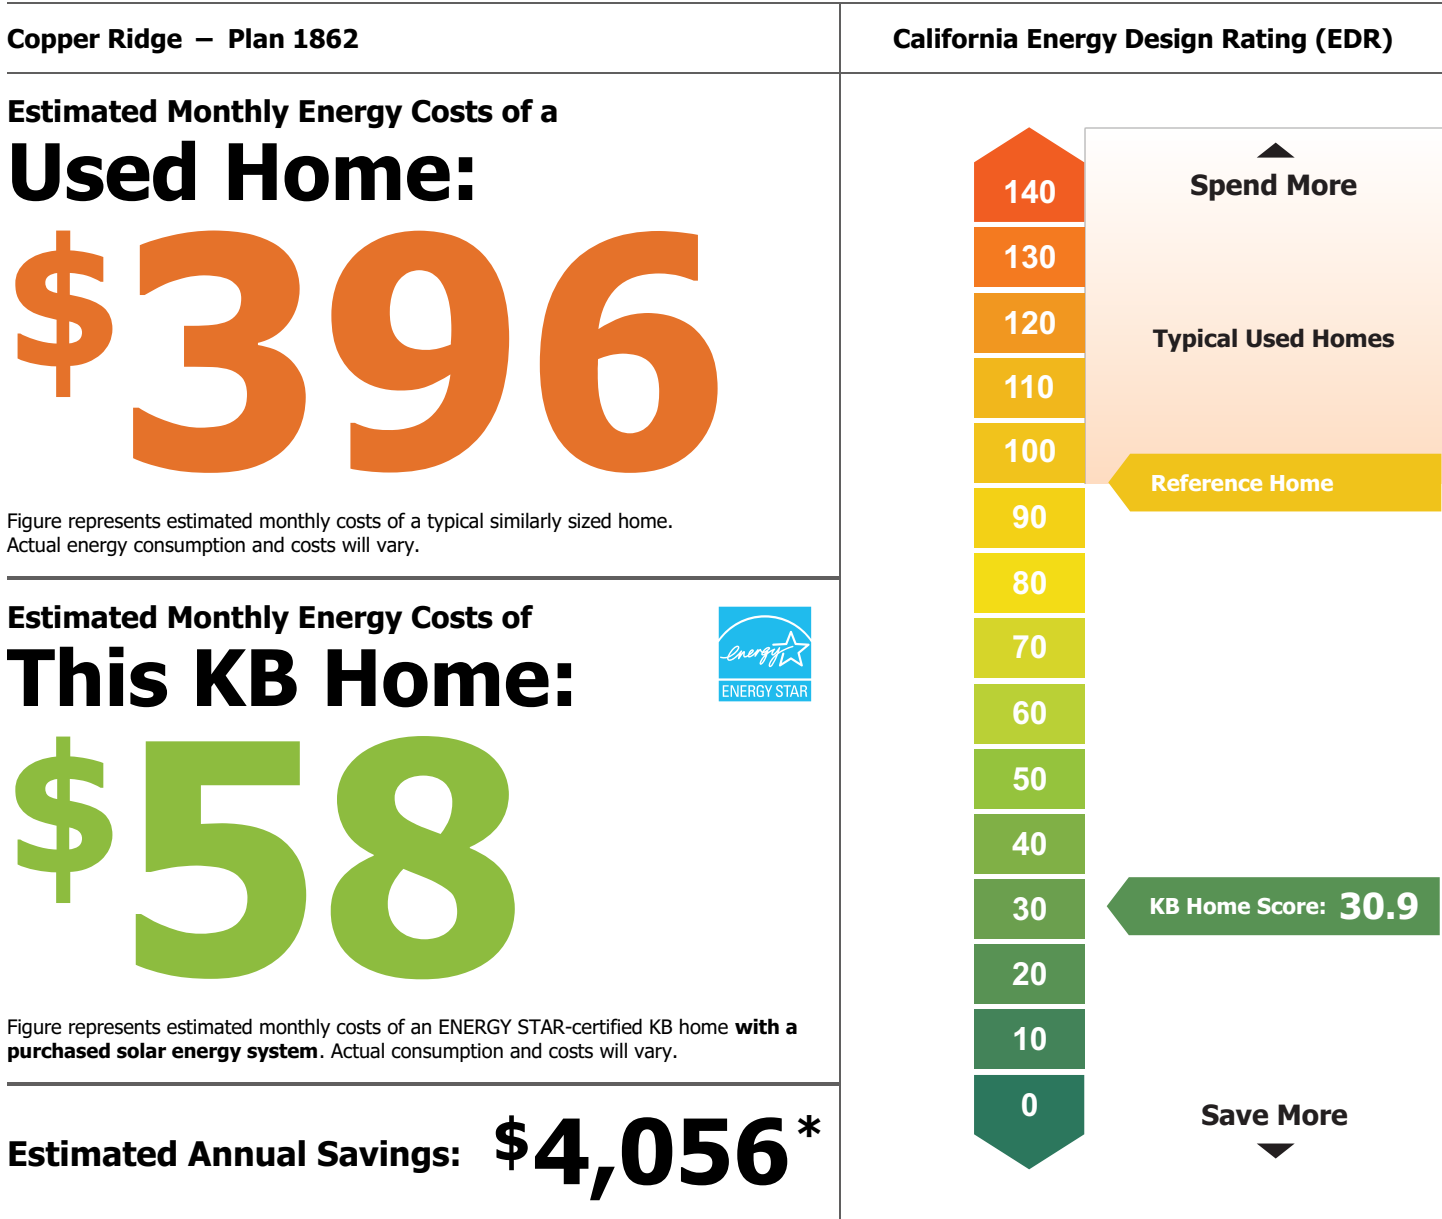 Copper Ridge – Plan 1862
Estimated Monthly Energy Costs of a
Used Home:
$396
Figure represents estimated monthly costs of a typical similarly sized home.
Actual energy consumption and costs will vary.
Estimated Monthly Energy Costs of
This KB Home:
energy
ENERGY STAR
$58
Figure represents estimated monthly costs of an ENERGY STAR-certified KB home with a
purchased solar energy system. Actual consumption and costs will vary.
Estimated Annual Savings: $4,056*
California Energy Design Rating (EDR)
140
Spend More
130
120
Typical Used Homes
110
100
Reference Home
90
80
70
60
50
40
30
KB Home Score: 30.9
20
10
0
Save More